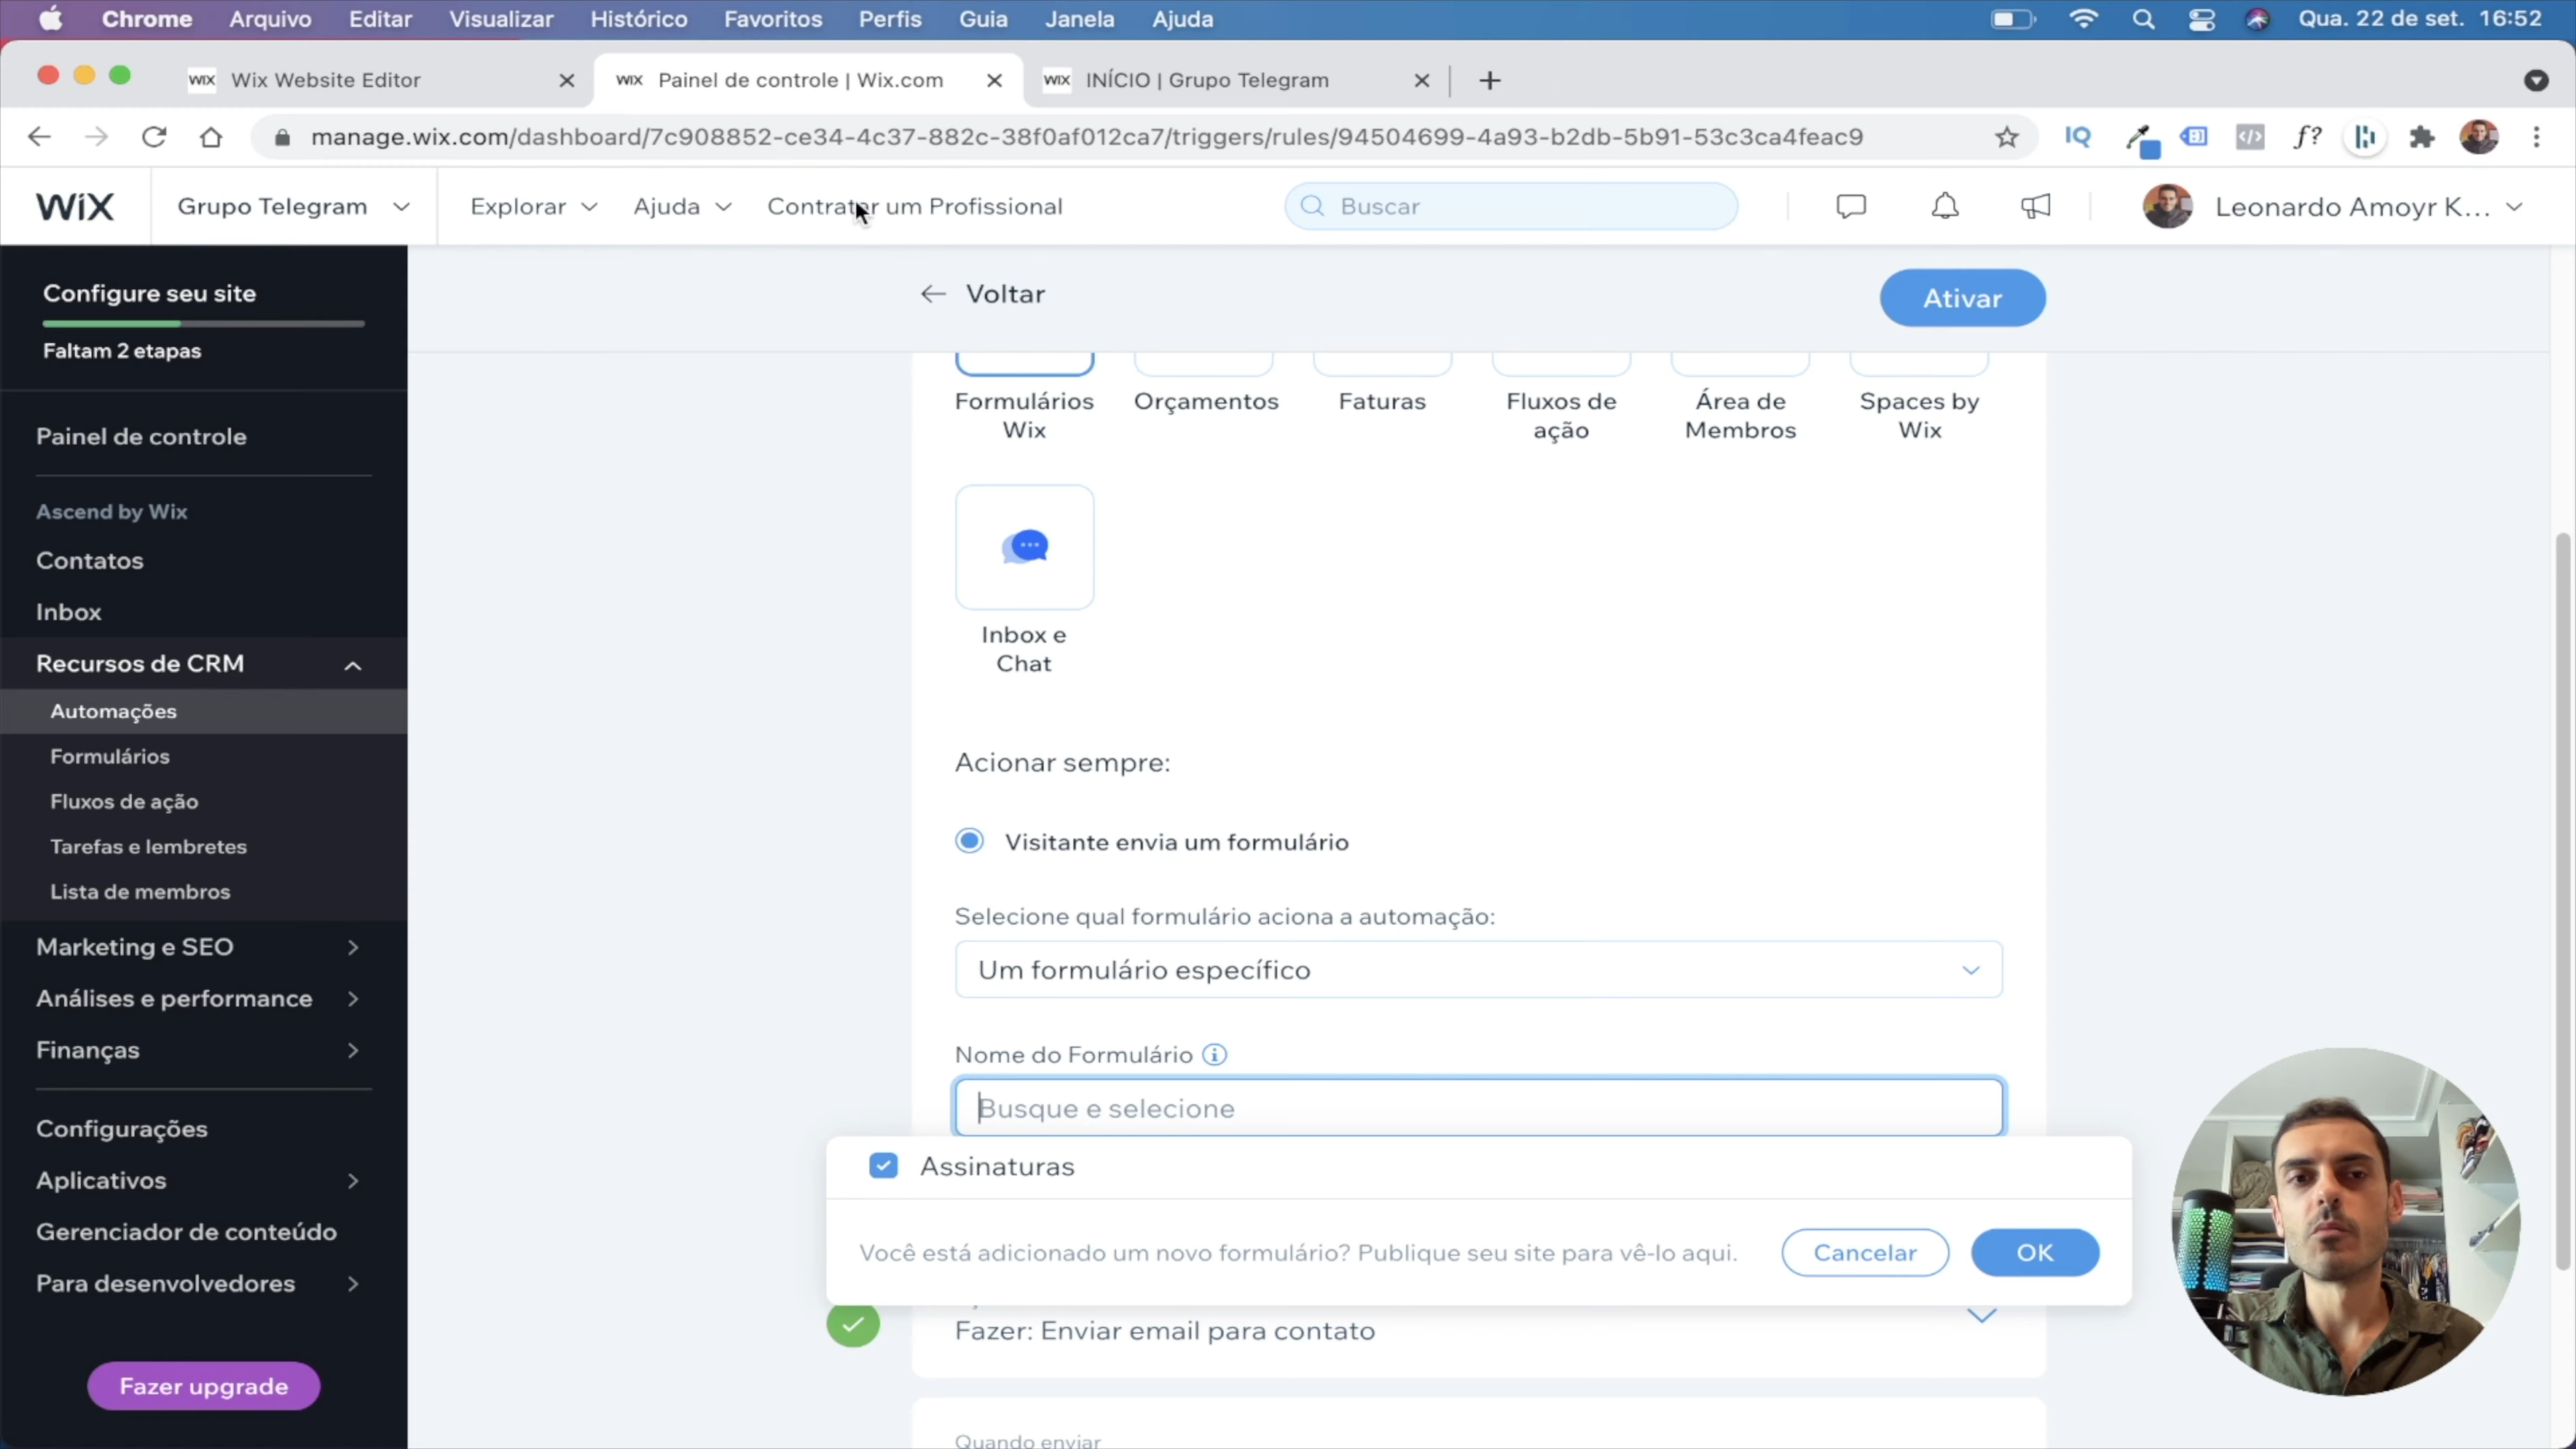 Chrome Arquivo Editar Visualizar Histórico Favoritos Perfis Guia Janela Ajuda Qua. 22 de set. 16:52
WIX Wix Website Editor
WIX Painel de controle | Wix.com
WIX INÍCIO | Grupo Telegram
manage.wix.com/dashboard/7c908852-ce34-4c37-882c-38f0af012ca7/triggers/rules/94504699-4a93-b2db-5b91-53c3ca4feac9
IQ
f?
WiX
Grupo Telegram
Explorar
Ajuda
Contratar um Profissional
Buscar
Leonardo Amoyr K...
Configure seu site
Faltam 2 etapas
Painel de controle
Ascend by Wix
Contatos
Inbox
Recursos de CRM
Automações
Formulários
Fluxos de ação
Tarefas e lembretes
Lista de membros
Marketing e SEO
Análises e performance
Finanças
Configurações
Aplicativos
Gerenciador de conteúdo
Para desenvolvedores
Fazer upgrade
Voltar
Ativar
Formulários
Wix
Orçamentos
Faturas
Fluxos de
ação
Área de
Membros
Spaces by
Wix
Inbox e
Chat
Acionar sempre:
Visitante envia um formulário
Selecione qual formulário aciona a automação:
Um formulário específico
Nome do Formulário
Busque e selecione
Assinaturas
Você está adicionado um novo formulário? Publique seu site para vê-lo aqui.
Cancelar
OK
Fazer: Enviar email para contato
Quando enviar